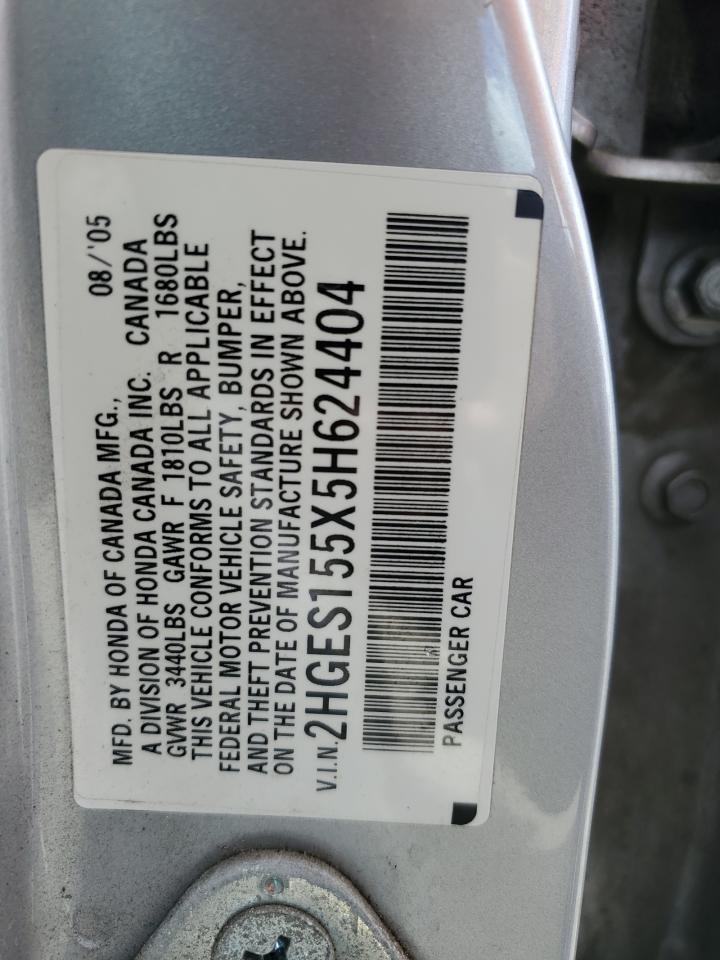 MFD. BY HONDA OF CANADA MFG., 08/'05
A DIVISION OF HONDA CANADA INC. CANADA
GVWR 3440LBS GAWR F 1810LBS R 1680LBS
THIS VEHICLE CONFORMS TO ALL APPLICABLE
FEDERAL MOTOR VEHICLE SAFETY, BUMPER,
AND THEFT PREVENTION STANDARDS IN EFFECT
ON THE DATE OF MANUFACTURE SHOWN ABOVE.
V.I.N. 2HGES155X5H624404
PASSENGER CAR